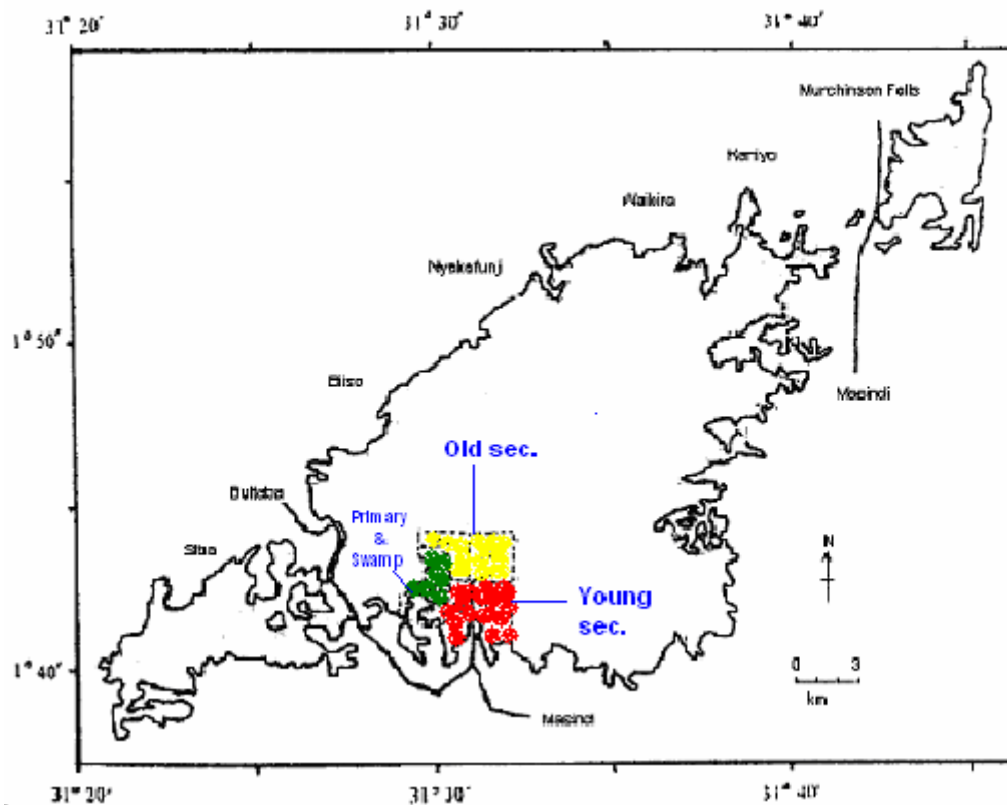 31° 20'
31° 30'
31° 40'
Murchinson Falls
Kaniyo
Waikira
Nyakafunj
1° 50'
Biiso
Masindi
Old sec.
Butiaba
Primary
&
Swamp
Siba
N
Young
sec.
0 3
km
1° 40'
Masindi
31° 20'
31° 30'
31° 40'